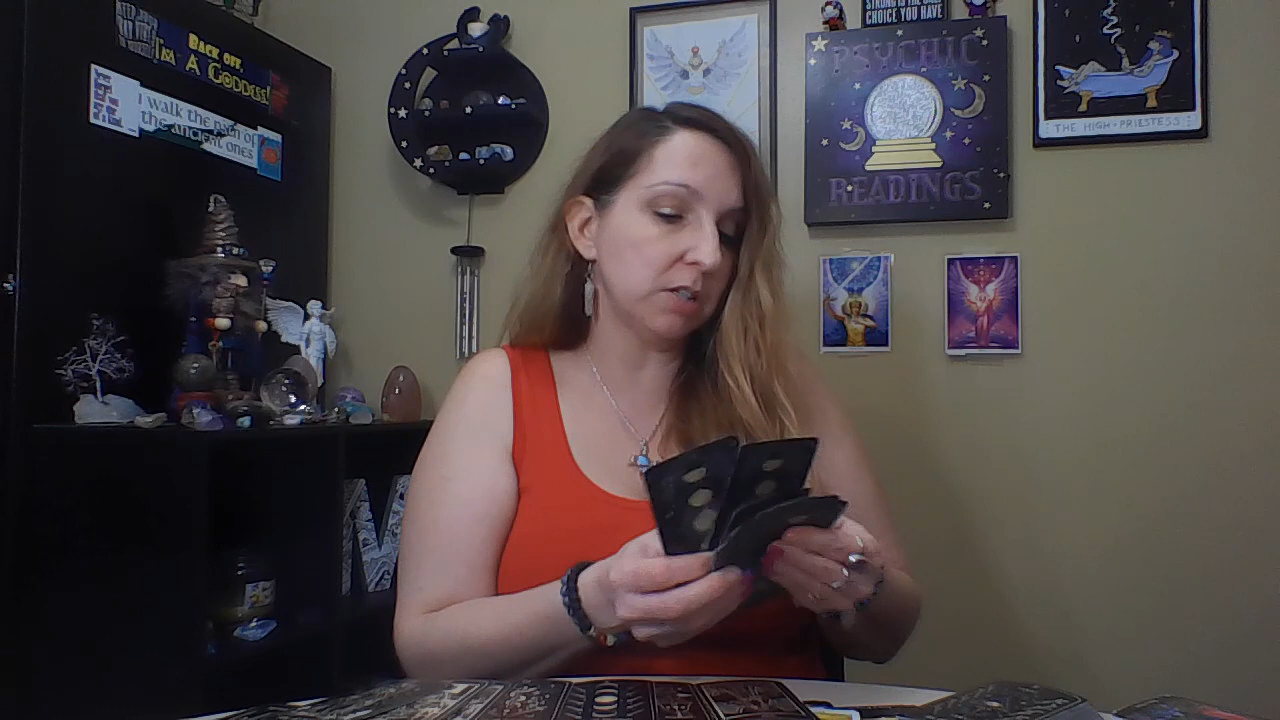 BACK OFF,
I'M A GODDESS!
I WALK THE PATH OF
THE ANCIENT ONES
STRONG IS THE ONLY
CHOICE YOU HAVE
PSYCHIC
READINGS
THE HIGH PRIESTESS
M